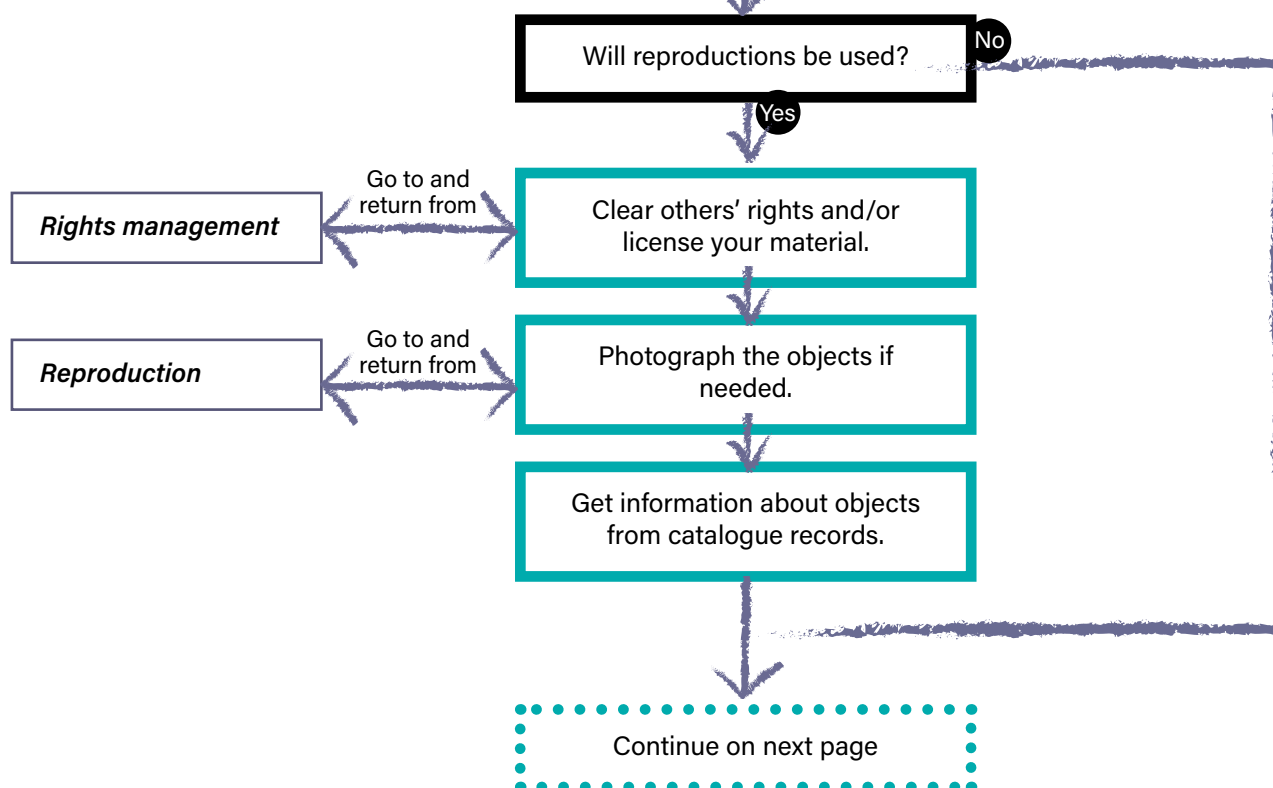 Will reproductions be used?
No
Yes
Go to and
return from
Rights management
Clear others’ rights and/or
license your material.
Go to and
return from
Reproduction
Photograph the objects if
needed.
Get information about objects
from catalogue records.
Continue on next page